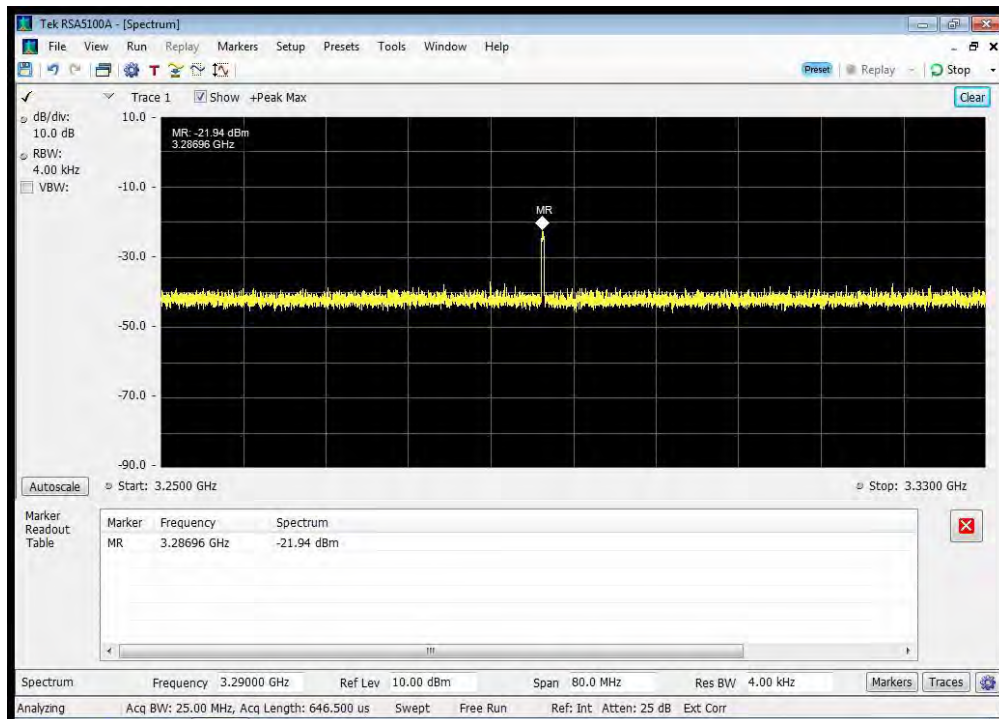 Tek RSA5100A - [Spectrum]
File View Run Replay Markers Setup Presets Tools Window Help
Preset Replay Stop
Trace 1 Show +Peak Max Clear
dB/div:
10.0 dB
RBW:
4.00 kHz
VBW:
10.0
-10.0
-30.0
-50.0
-70.0
-90.0
MR: -21.94 dBm
3.28696 GHz
MR
Autoscale Start: 3.2500 GHz Stop: 3.3300 GHz
Marker
Readout
Table
Marker Frequency Spectrum
MR 3.28696 GHz -21.94 dBm
Spectrum Frequency 3.29000 GHz Ref Lev 10.00 dBm Span 80.0 MHz Res BW 4.00 kHz Markers Traces
Analyzing Acq BW: 25.00 MHz, Acq Length: 646.500 us Swept Free Run Ref: Int Atten: 25 dB Ext Corr